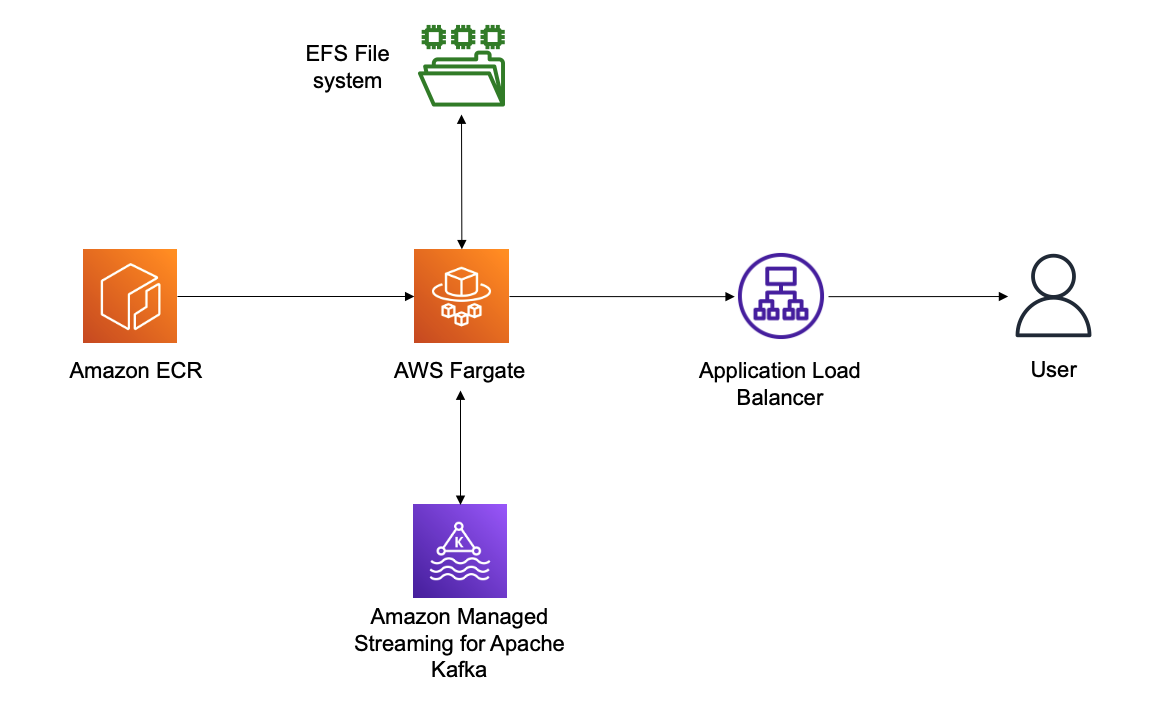 EFS File
system
Amazon ECR
AWS Fargate
Application Load
Balancer
User
K
Amazon Managed
Streaming for Apache
Kafka